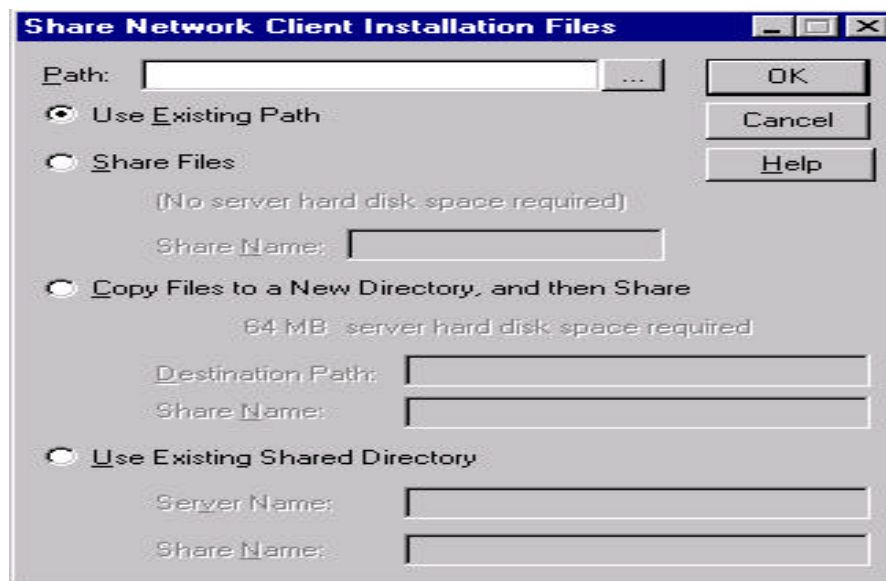 Share Network Client Installation Files
Path: ... OK
Use Existing Path
Cancel
Share Files
Help
(No server hard disk space required)
Share Name:
Copy Files to a New Directory, and then Share
64 MB server hard disk space required
Destination Path:
Share Name:
Use Existing Shared Directory
Server Name:
Share Name: